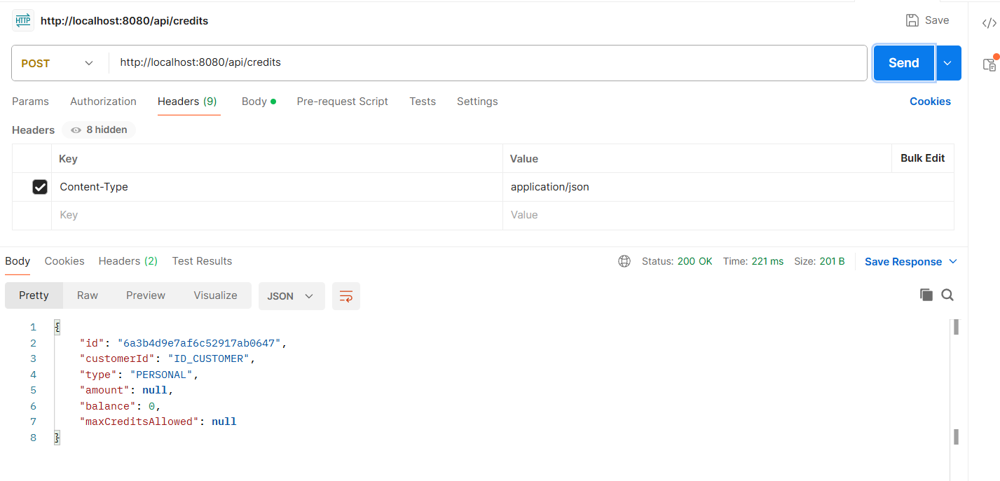 HTTP http://localhost:8080/api/credits Save
POST http://localhost:8080/api/credits Send
Params Authorization Headers (9) Body Pre-request Script Tests Settings Cookies
Headers 8 hidden
Key Value Bulk Edit
Content-Type application/json
Key Value
Body Cookies Headers (2) Test Results Status: 200 OK Time: 221 ms Size: 201 B Save Response
Pretty Raw Preview Visualize JSON
1 {
2 "id": "6a3b4d9e7af6c52917ab0647",
3 "customerId": "ID_CUSTOMER",
4 "type": "PERSONAL",
5 "amount": null,
6 "balance": 0,
7 "maxCreditsAllowed": null
8 }